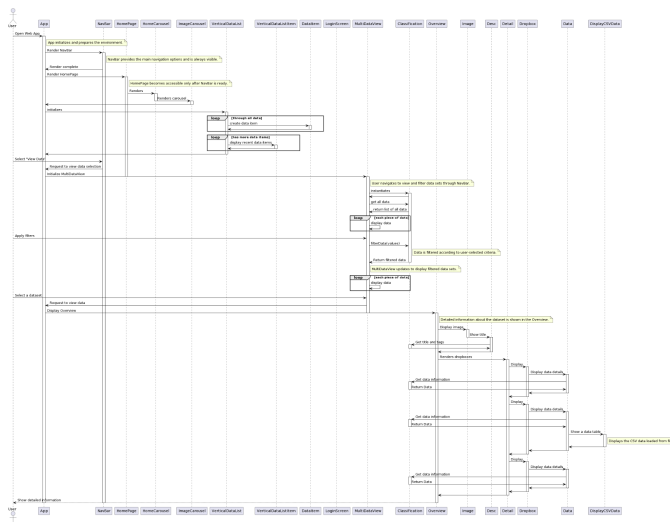 User
App NavBar HomePage HomeCarousel ImageCarousel VerticalDataList VerticalDataListItem DataItem LoginScreen MultiDataView Classification Overview Image Desc Detail Dropbox Data DisplayCSVData
Open Web App
App initializes and prepares the environment.
Render NavBar
NavBar provides the main navigation options and is always visible.
Render complete
Render HomePage
HomePage becomes accessible only after NavBar is ready.
Renders
Renders carousel
Initializes
loop [through all data]
create data item
loop [has more data items]
display recent data items
Select "View Data"
Respond to view data selection
Initialize MultiDataView
User navigates to view and filter data sets through NavBar.
Instantiates
get all data
return list of all data
loop [each piece of data]
display data
Apply filters
filterData(values)
Data is filtered according to user-selected criteria.
Return filtered data
MultiDataView updates to display filtered data sets.
loop [each piece of data]
display data
Select a dataset
Respond to view data
Display Overview
Detailed information about the dataset is shown in the Overview.
Display image
Show title
Get title and tags
Renders dropboxes
Display
Display data details
Get data information
Return Data
Display
Display data details
Get data information
Return Data
Show a data table
Displays the CSV data loaded from
Display
Display data details
Get data information
Return Data
Show detailed information
User
App NavBar HomePage HomeCarousel ImageCarousel VerticalDataList VerticalDataListItem DataItem LoginScreen MultiDataView Classification Overview Image Desc Detail Dropbox Data DisplayCSVData